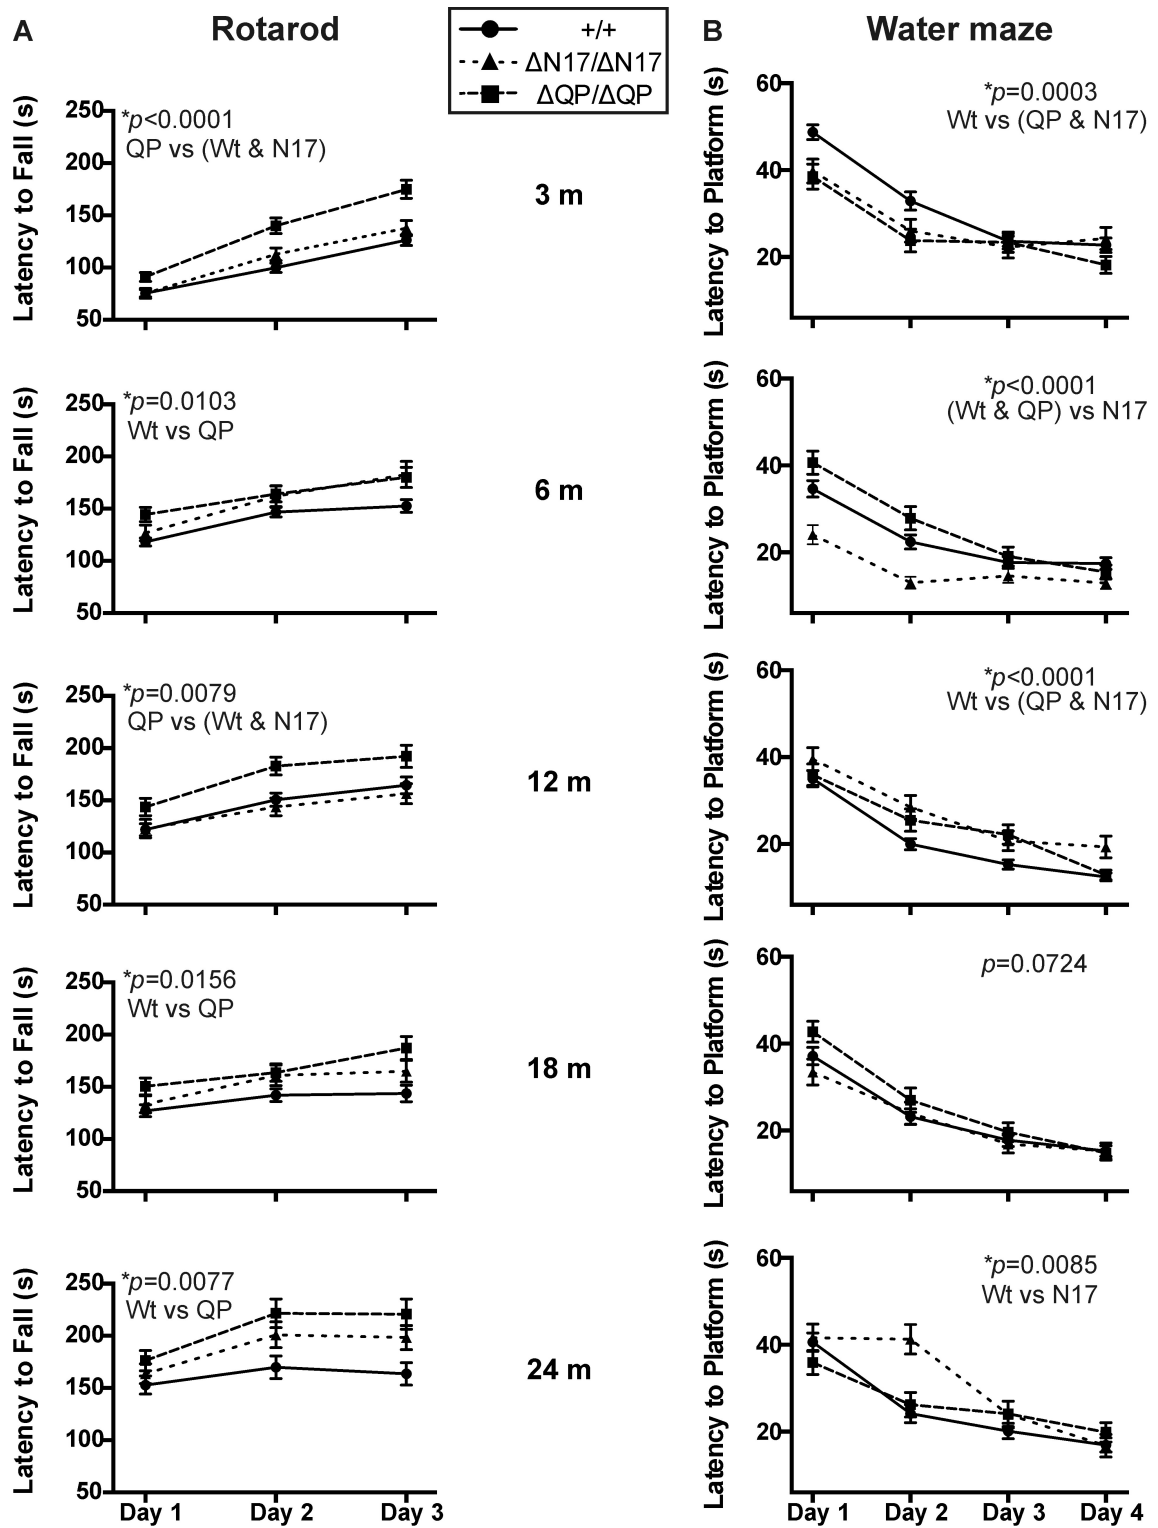 A
Rotarod
+/+
ΔN17/ΔN17
ΔQP/ΔQP
B
Water maze
Latency to Fall (s)
250
200
150
100
50
*p<0.0001
QP vs (Wt & N17)
3 m
Latency to Platform (s)
60
40
20
*p=0.0003
Wt vs (QP & N17)
Latency to Fall (s)
250
200
150
100
50
*p=0.0103
Wt vs QP
6 m
Latency to Platform (s)
60
40
20
*p<0.0001
(Wt & QP) vs N17
Latency to Fall (s)
250
200
150
100
50
*p=0.0079
QP vs (Wt & N17)
12 m
Latency to Platform (s)
60
40
20
*p<0.0001
Wt vs (QP & N17)
Latency to Fall (s)
250
200
150
100
50
*p=0.0156
Wt vs QP
18 m
Latency to Platform (s)
60
40
20
p=0.0724
Latency to Fall (s)
250
200
150
100
50
*p=0.0077
Wt vs QP
Day 1 Day 2 Day 3
24 m
Latency to Platform (s)
60
40
20
*p=0.0085
Wt vs N17
Day 1 Day 2 Day 3 Day 4